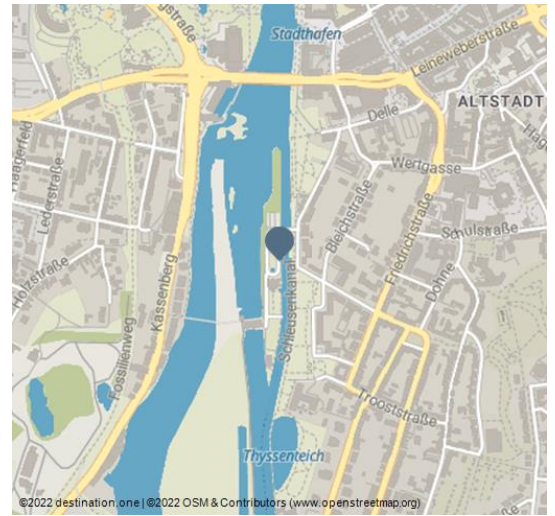 Stadthafen
Leineweberstraße
Delle
ALTSTADT
Wertgasse
Haagerfeld
Lederstraße
Bleichstraße
Friedrichstraße
Schulstraße
Dohne
Holzstraße
Kassenberg
Schleusenkanal
Fossilienweg
Trooststraße
Thyssenteich
©2022 destination.one | ©2022 OSM & Contributors (www.openstreetmap.org)